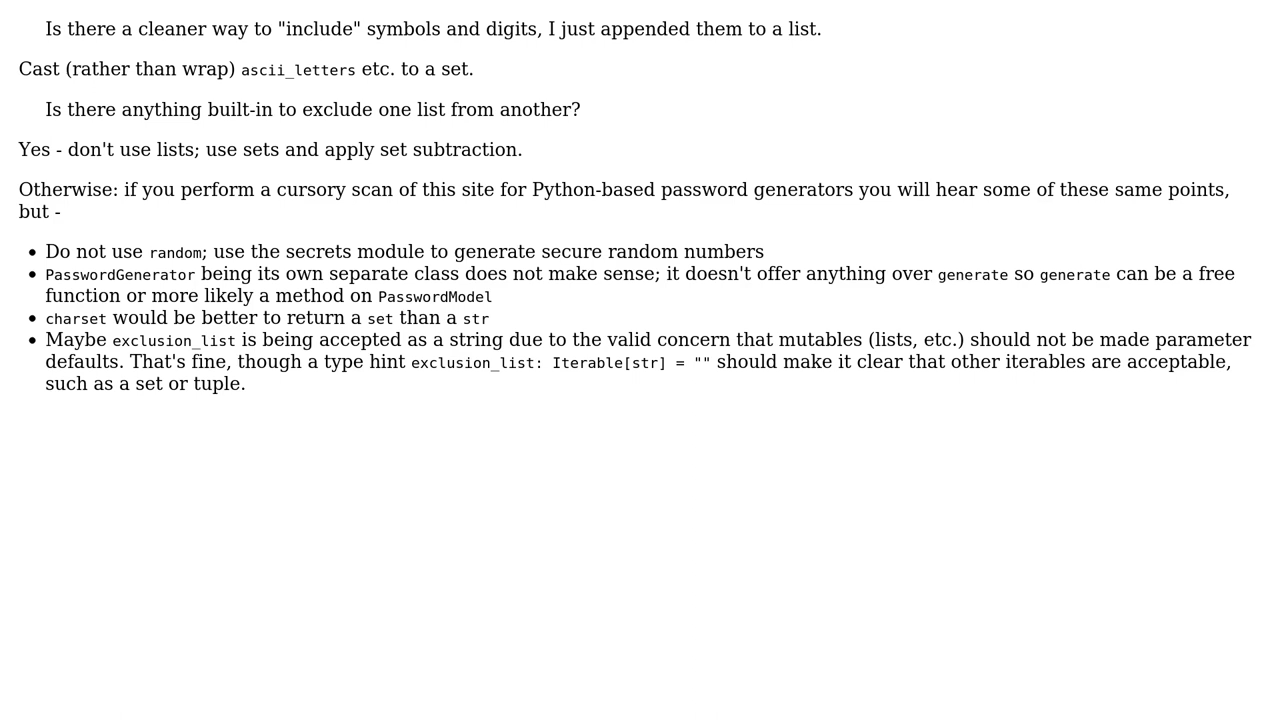 Is there a cleaner way to "include" symbols and digits, I just appended them to a list.
Cast (rather than wrap) ascii_letters etc. to a set.
Is there anything built-in to exclude one list from another?
Yes - don't use lists; use sets and apply set subtraction.
Otherwise: if you perform a cursory scan of this site for Python-based password generators you will hear some of these same points,
but -
• Do not use random; use the secrets module to generate secure random numbers
• PasswordGenerator being its own separate class does not make sense; it doesn't offer anything over generate so generate can be a free
function or more likely a method on PasswordModel
• charset would be better to return a set than a str
• Maybe exclusion_list is being accepted as a string due to the valid concern that mutables (lists, etc.) should not be made parameter
defaults. That's fine, though a type hint exclusion_list: Iterable[str] = "" should make it clear that other iterables are acceptable,
such as a set or tuple.